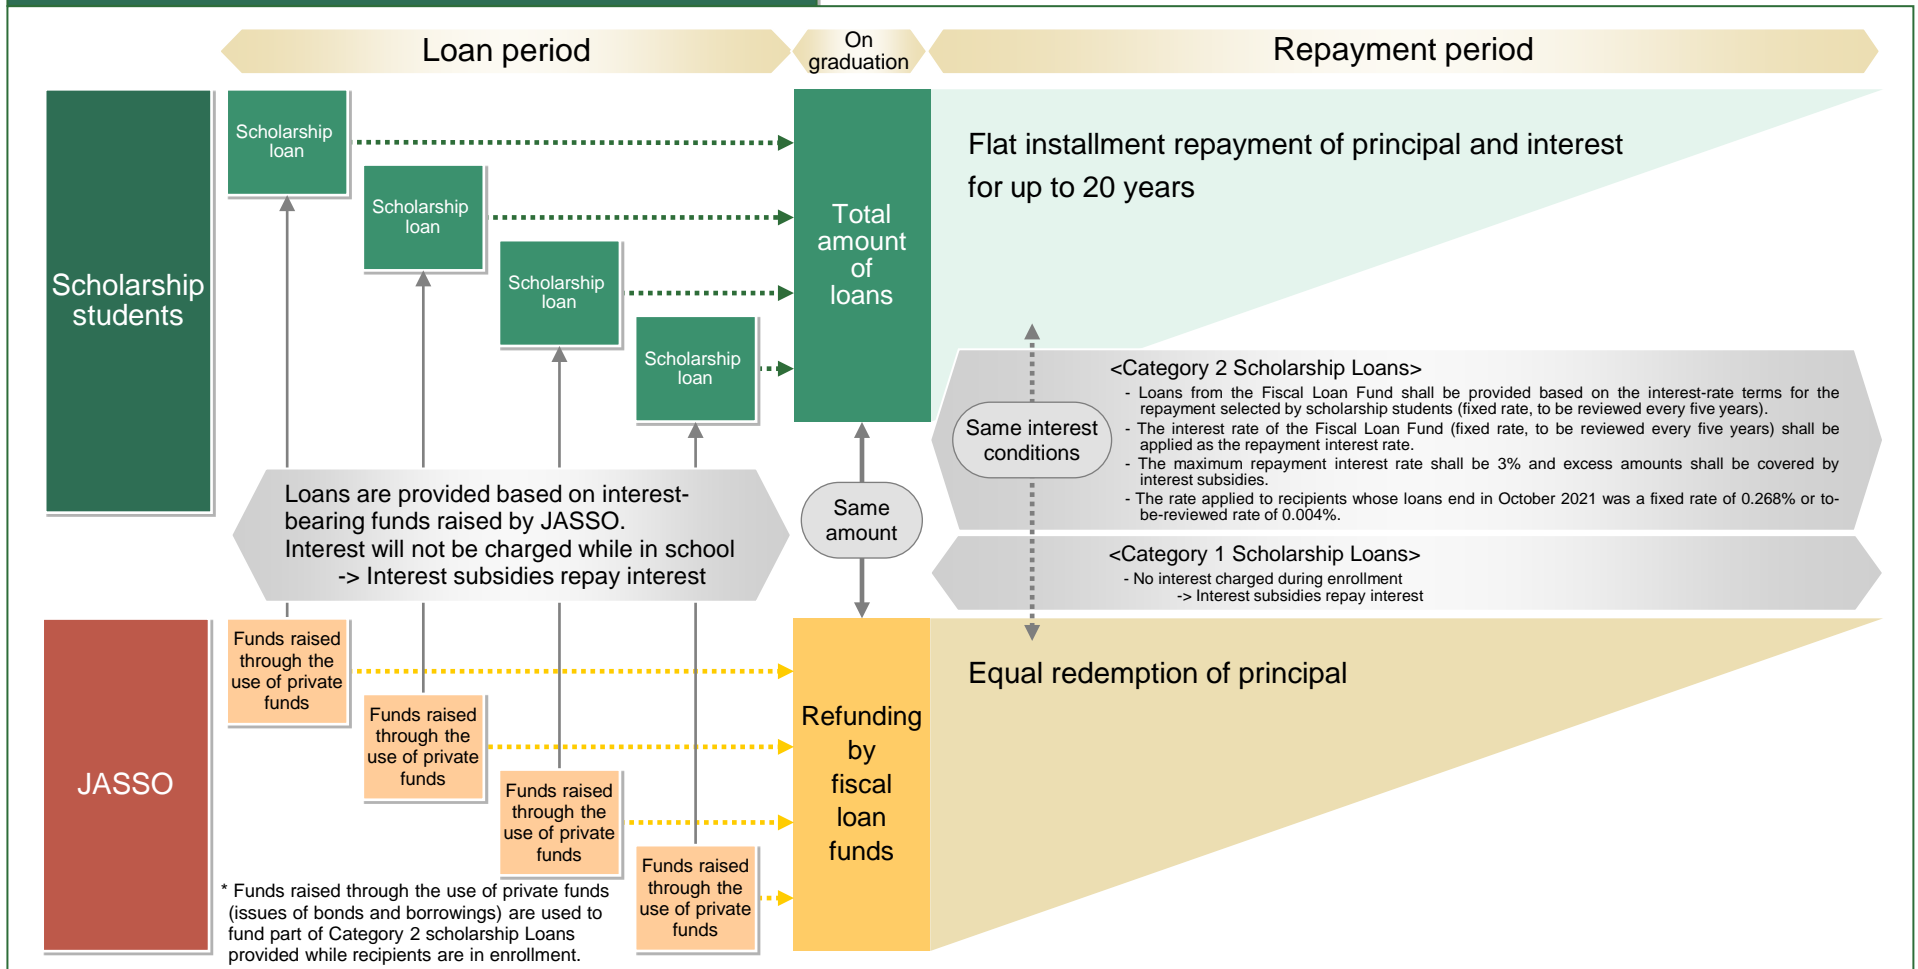 Loan period
On
graduation
Repayment period
Scholarship
students
Scholarship
loan
Scholarship
loan
Scholarship
loan
Scholarship
loan
Total
amount
of
loans
Flat installment repayment of principal and interest
for up to 20 years
Loans are provided based on interest-
bearing funds raised by JASSO.
Interest will not be charged while in school
-> Interest subsidies repay interest
Same
amount
Same interest
conditions
<Category 2 Scholarship Loans>
- Loans from the Fiscal Loan Fund shall be provided based on the interest-rate terms for the
repayment selected by scholarship students (fixed rate, to be reviewed every five years).
- The interest rate of the Fiscal Loan Fund (fixed rate, to be reviewed every five years) shall be
applied as the repayment interest rate.
- The maximum repayment interest rate shall be 3% and excess amounts shall be covered by
interest subsidies.
- The rate applied to recipients whose loans end in October 2021 was a fixed rate of 0.268% or to-
be-reviewed rate of 0.004%.
<Category 1 Scholarship Loans>
- No interest charged during enrollment
-> Interest subsidies repay interest
JASSO
Funds raised
through the
use of private
funds
Funds raised
through the
use of private
funds
Funds raised
through the
use of private
funds
Funds raised
through the
use of private
funds
Refunding
by
fiscal
loan
funds
Equal redemption of principal
* Funds raised through the use of private funds
(issues of bonds and borrowings) are used to
fund part of Category 2 scholarship Loans
provided while recipients are in enrollment.